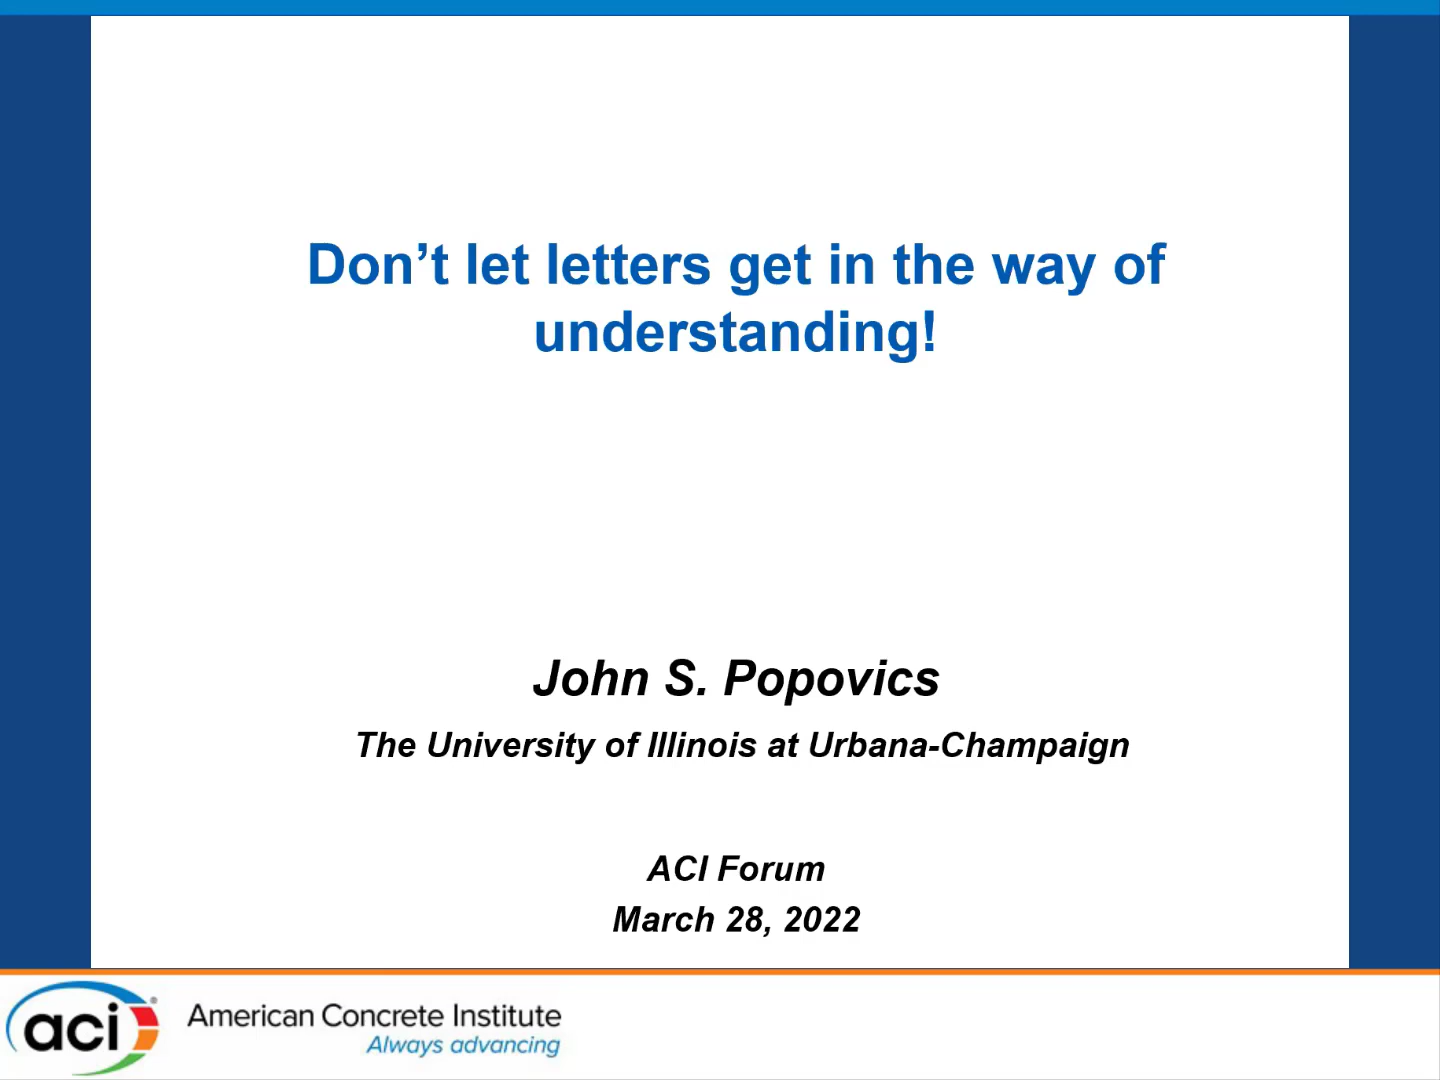 Don’t let letters get in the way of
understanding!
John S. Popovics
The University of Illinois at Urbana-Champaign
ACI Forum
March 28, 2022
aci®
American Concrete Institute
Always advancing